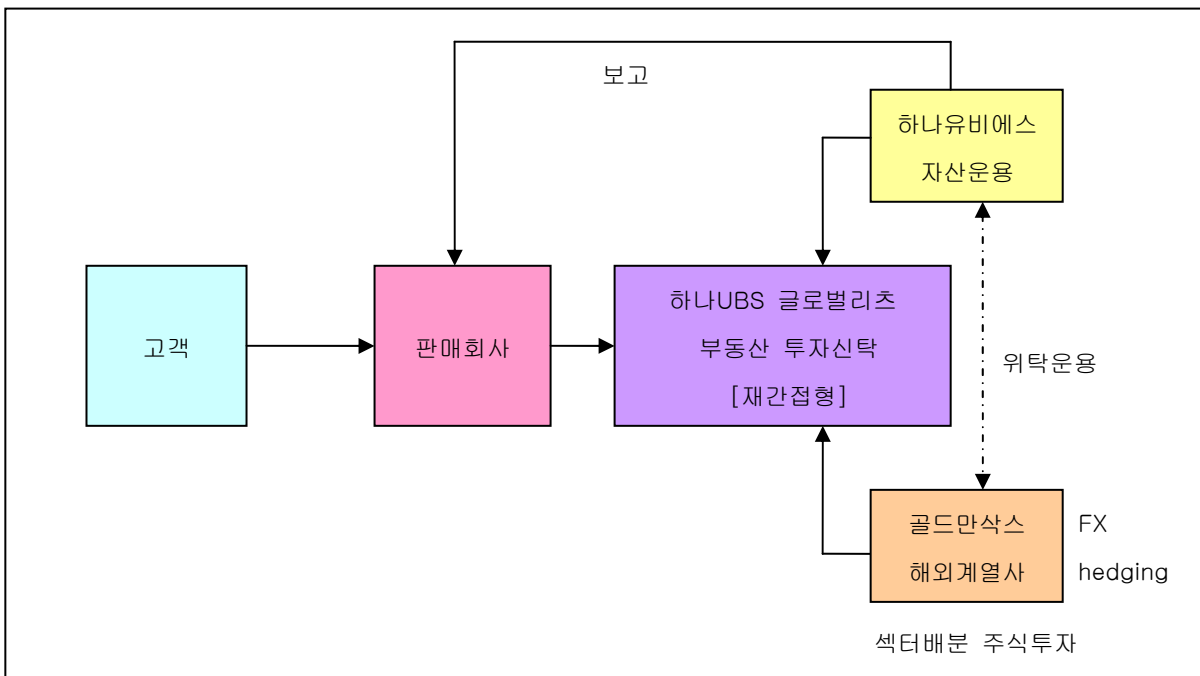 보고
하나유비에스
자산운용
고객
판매회사
하나UBS 글로벌리츠
부동산 투자신탁
[재간접형]
위탁운용
골드만삭스
해외계열사
FX
hedging
섹터배분 주식투자